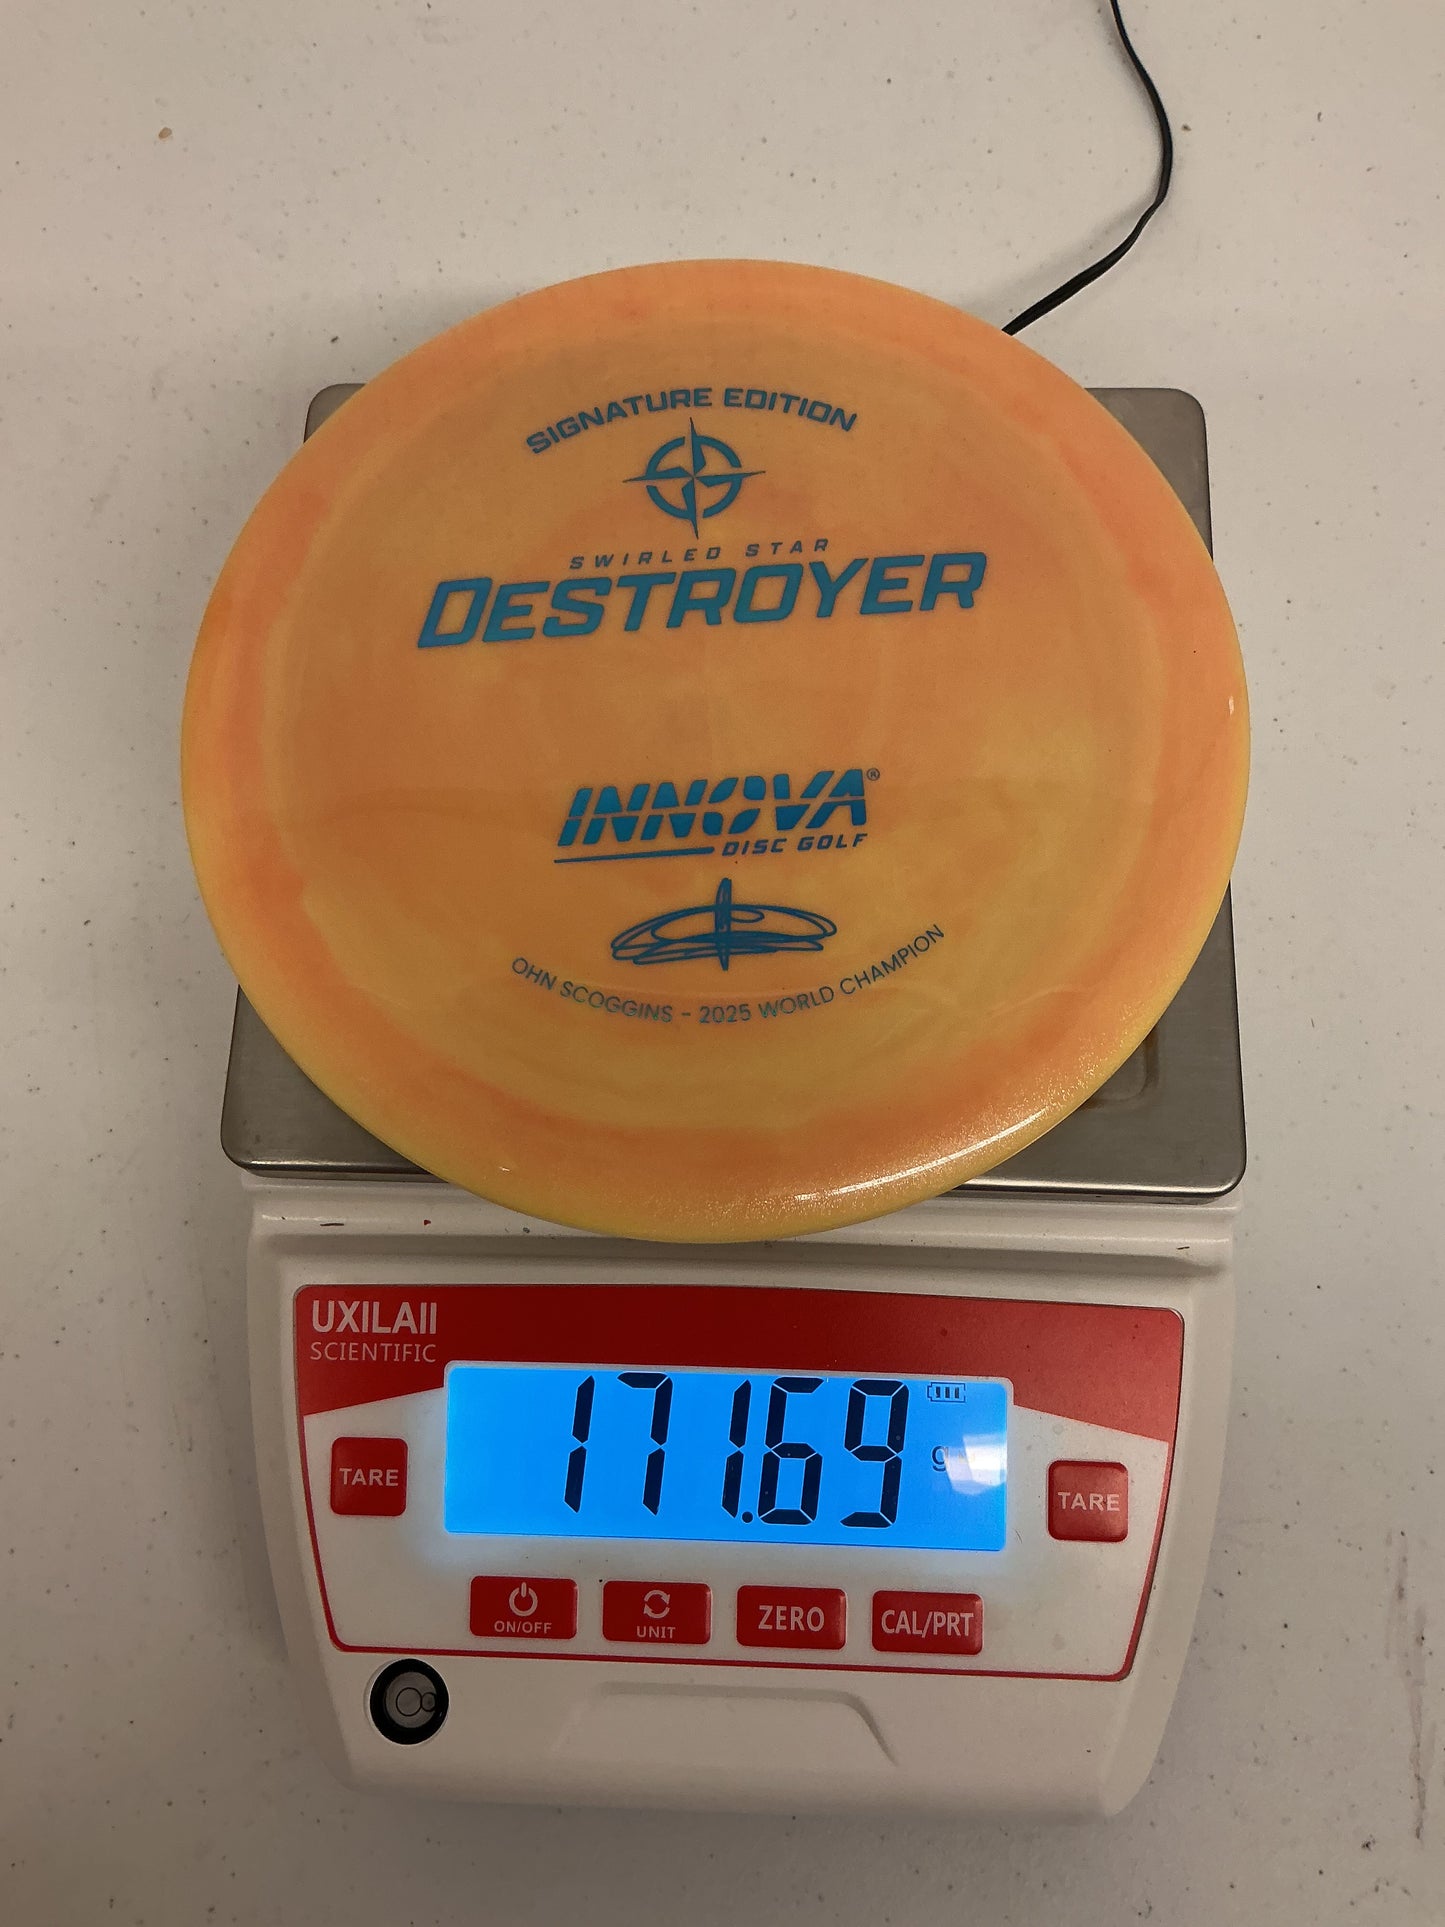 SIGNATURE EDITION
SWIRLED STAR
DESTROYER
INNOVA®
DISC GOLF
OHN SCOGGINS - 2025 WORLD CHAMPION
UXILAII
SCIENTIFIC
171.69
g
TARE
TARE
ON/OFF
UNIT
ZERO
CAL/PRT